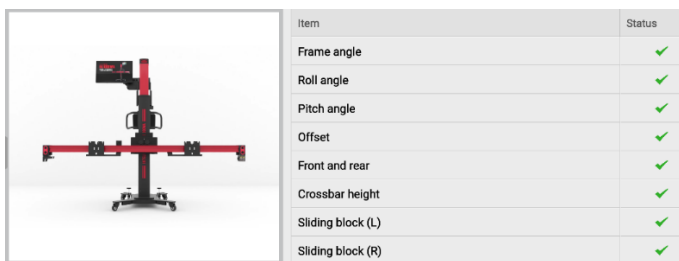 Item Status
Frame angle
Roll angle
Pitch angle
Offset
Front and rear
Crossbar height
Sliding block (L)
Sliding block (R)